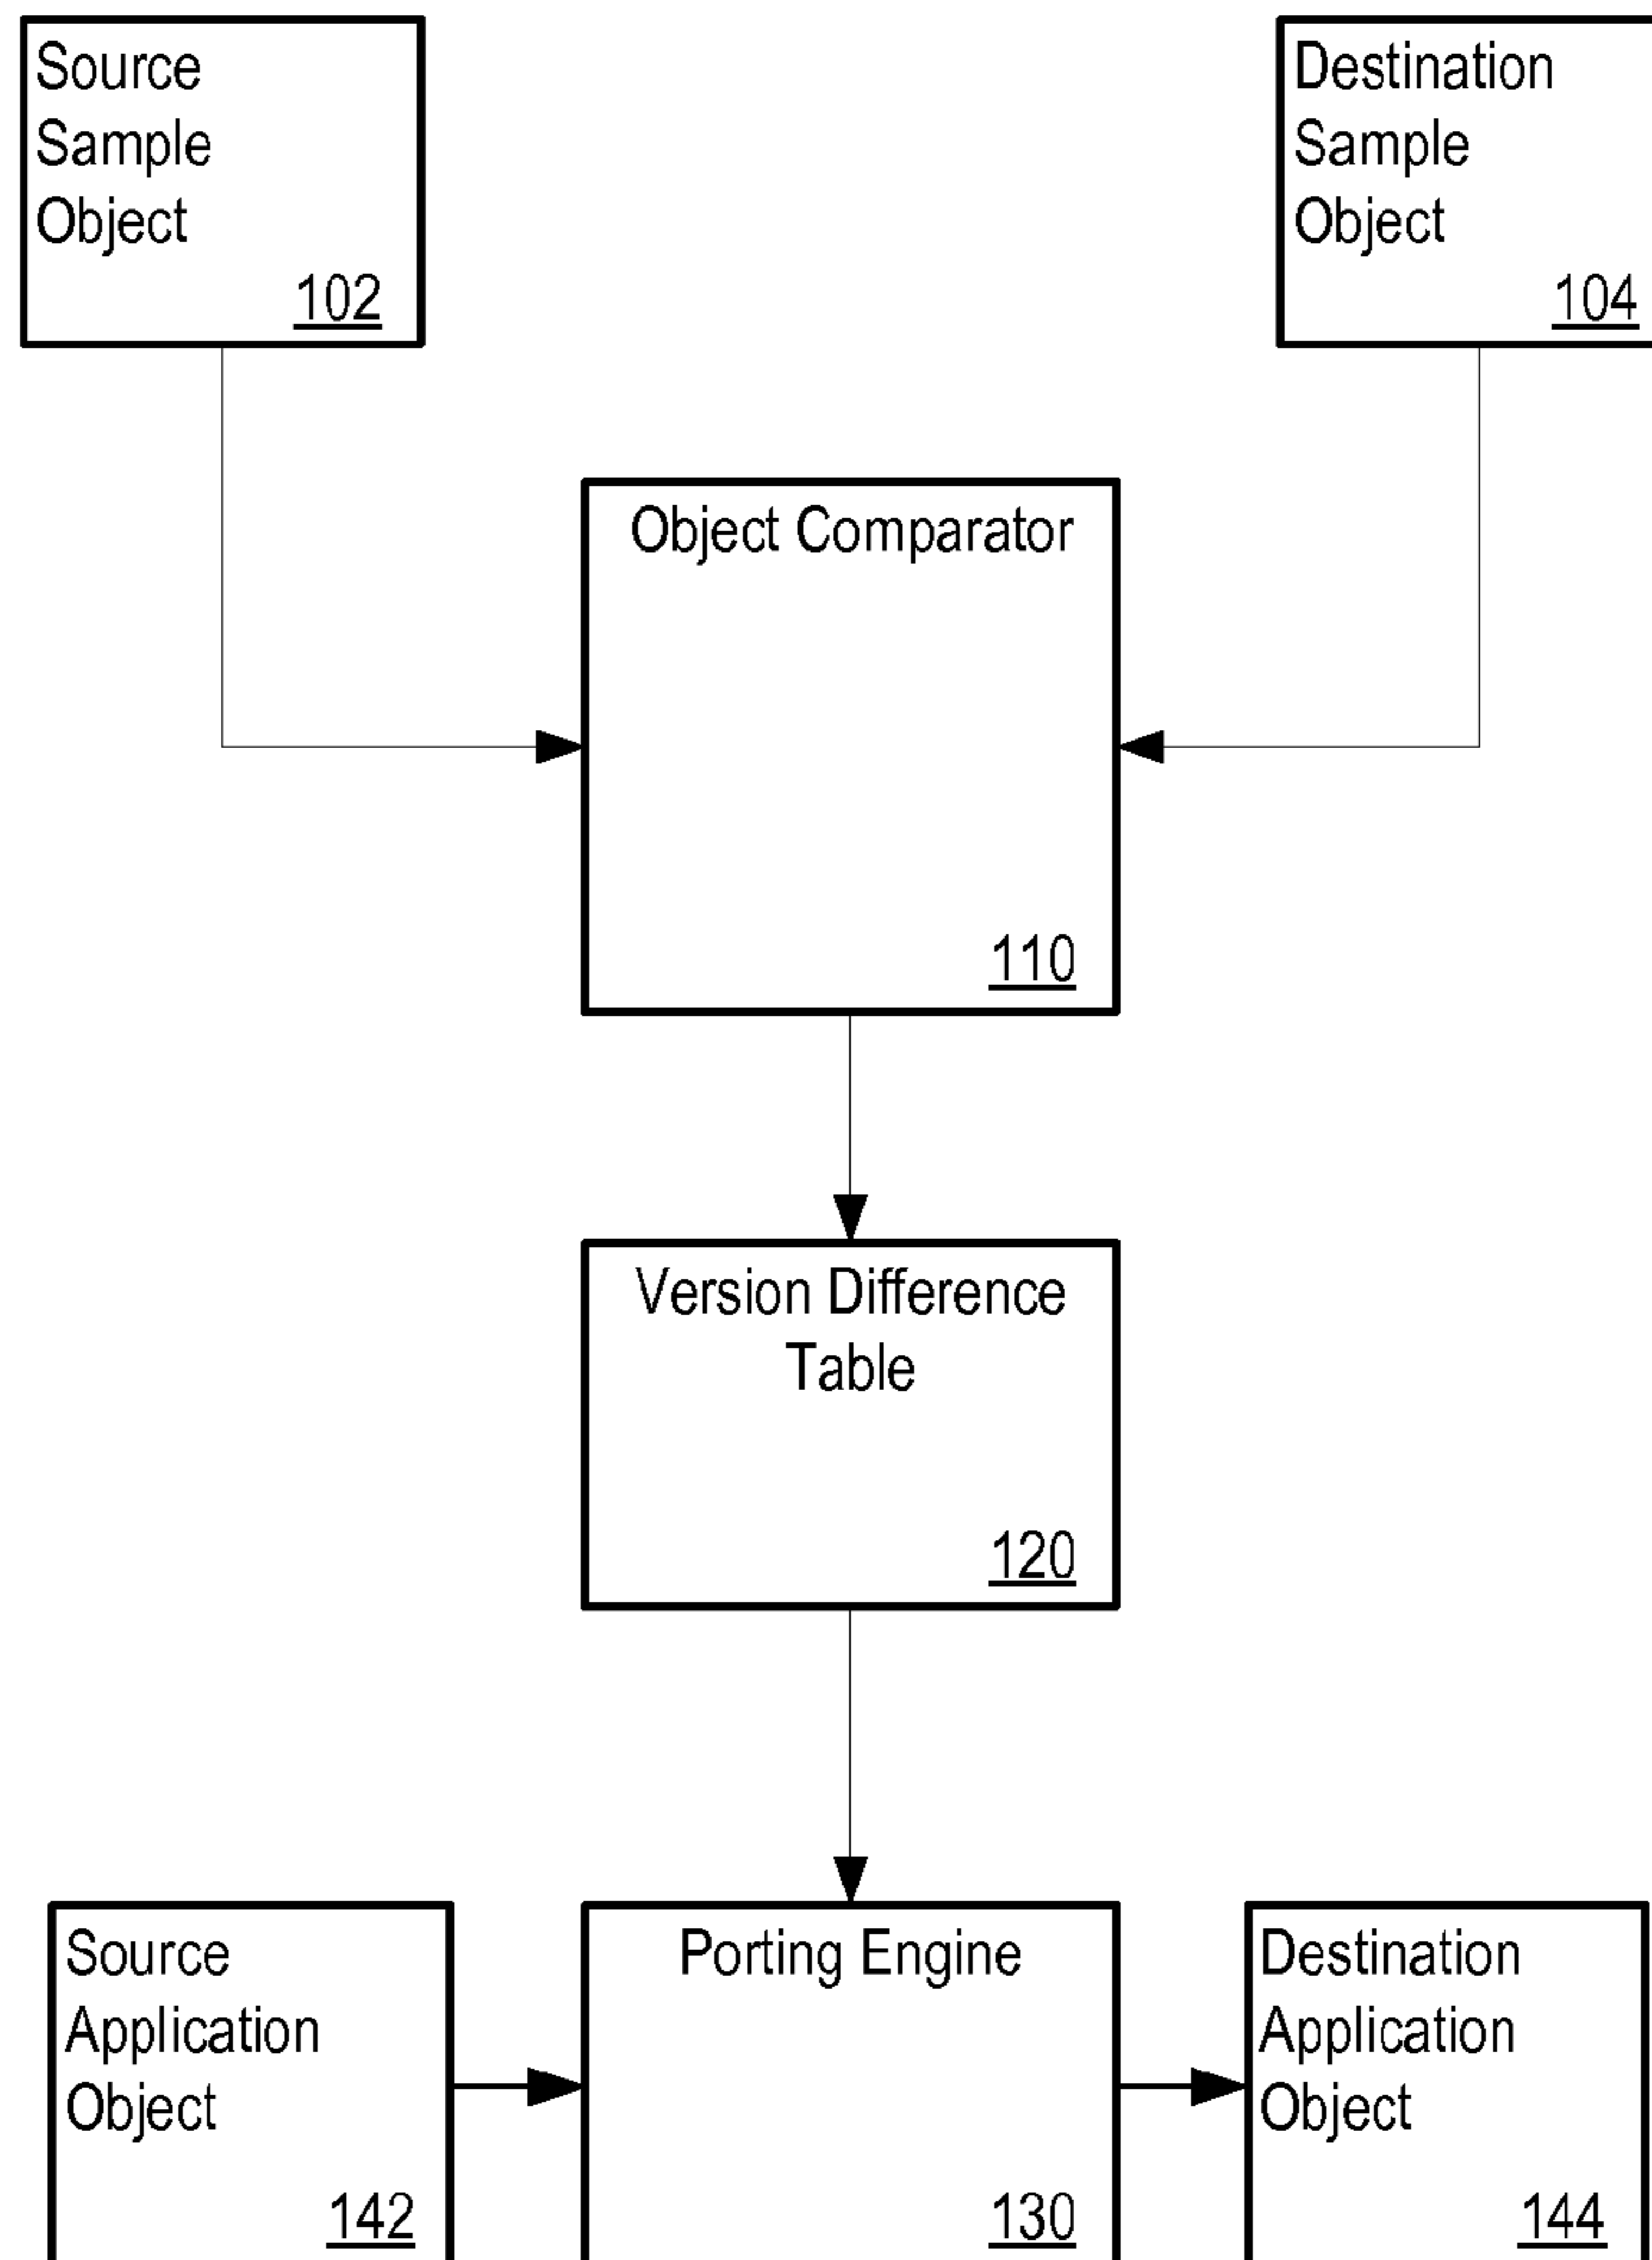 Source
Sample
Object
102
Destination
Sample
Object
104
Object Comparator
110
Version Difference
Table
120
Source
Application
Object
142
Porting Engine
130
Destination
Application
Object
144